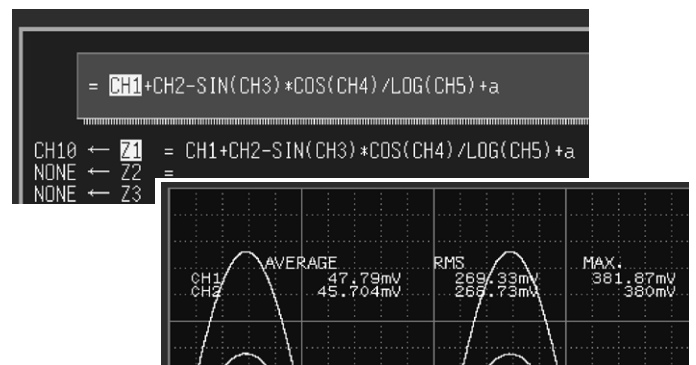 = CH1+CH2-SIN(CH3)*COS(CH4)/LOG(CH5)+a
CH10 ← Z1 = CH1+CH2-SIN(CH3)*COS(CH4)/LOG(CH5)+a
NONE ← Z2 =
NONE ← Z3
AVERAGE RMS MAX.
CH1 47.79mV 269.33mV 381.87mV
CH2 45.704mV 268.73mV 380mV